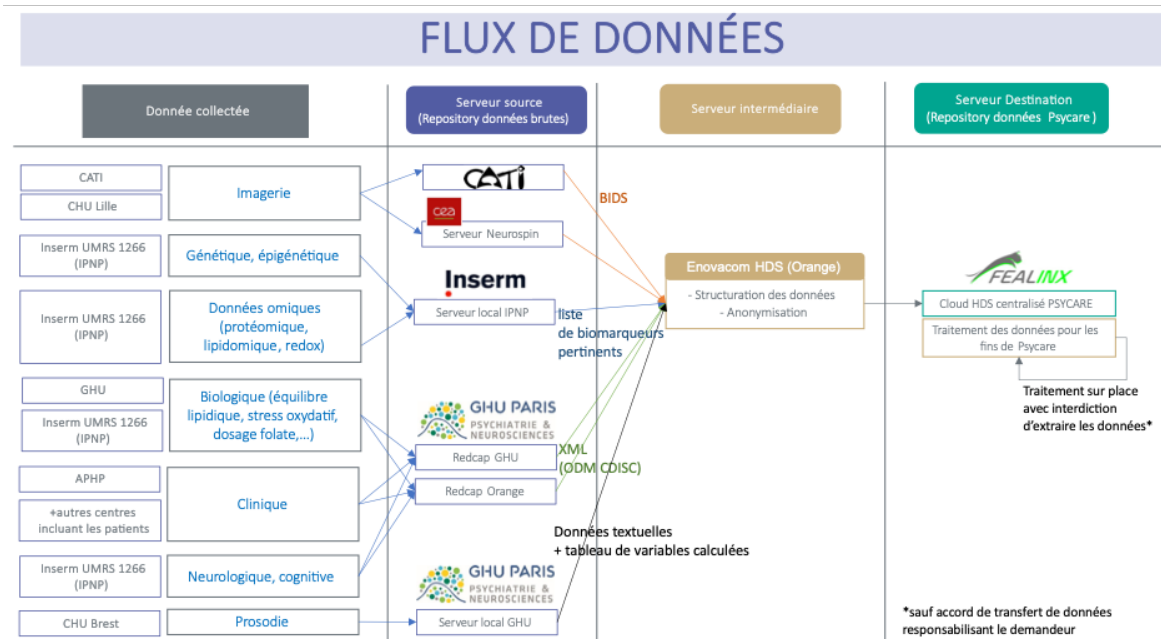 FLUX DE DONNÉES
Donnée collectée
Serveur source
(Repository données brutes)
Serveur intermédiaire
Serveur Destination
(Repository données Psycare )
CATI
CHU Lille
Imagerie
CATI
cea
Serveur Neurospin
BIDS
Inserm UMRS 1266
(IPNP)
Génétique, épigénétique
Inserm
Serveur local IPNP
liste
de biomarqueurs
pertinents
Inserm UMRS 1266
(IPNP)
Données omiques
(protéomique,
lipidomique, redox)
Enovacom HDS (Orange)
- Structuration des données
- Anonymisation
FEALINX
Cloud HDS centralisé PSYCARE
Traitement des données pour les
fins de Psycare
Traitement sur place
avec interdiction
d'extraire les données*
GHU
Inserm UMRS 1266
(IPNP)
Biologique (équilibre
lipidique, stress oxydatif,
dosage folate,...)
GHU PARIS
PSYCHIATRIE &
NEUROSCIENCES
Redcap GHU
Redcap Orange
XML
(ODM CDISC)
APHP
+autres centres
incluant les patients
Clinique
Données textuelles
+ tableau de variables calculées
Inserm UMRS 1266
(IPNP)
Neurologique, cognitive
GHU PARIS
PSYCHIATRIE &
NEUROSCIENCES
Serveur local GHU
CHU Brest
Prosodie
*sauf accord de transfert de données
responsabilisant le demandeur